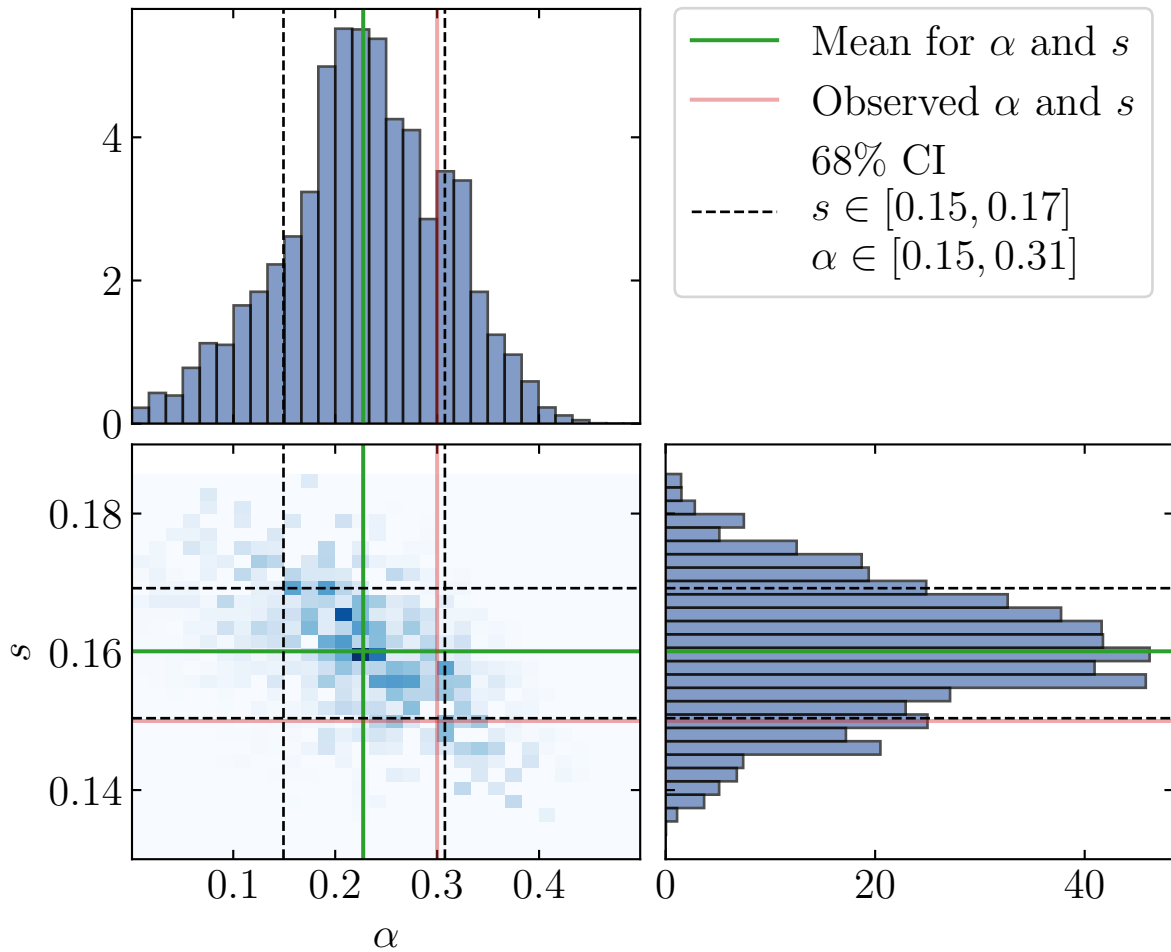 4
2
0
Mean for α and s
Observed α and s
68% CI
s ∈ [0.15, 0.17]
α ∈ [0.15, 0.31]
0.18
0.16
0.14
s
0.1 0.2 0.3 0.4
α
0 20 40